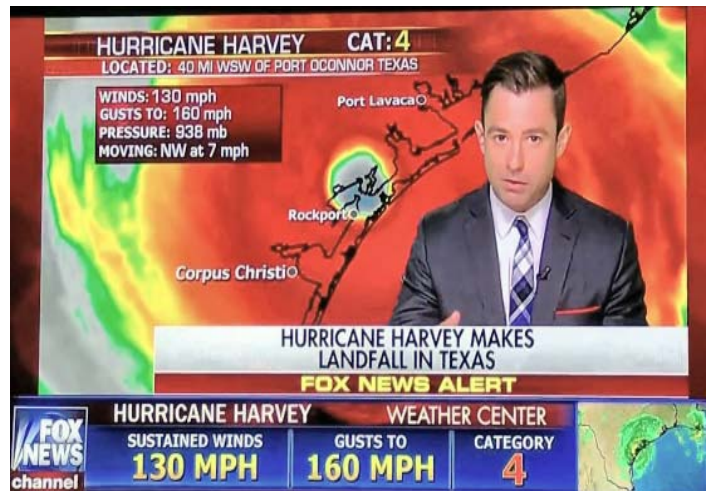 HURRICANE HARVEY CAT: 4
LOCATED: 40 MI WSW OF PORT OCONNOR TEXAS
WINDS: 130 mph
GUSTS TO: 160 mph
PRESSURE: 938 mb
MOVING: NW at 7 mph
Port Lavaca
Rockport
Corpus Christi
HURRICANE HARVEY MAKES
LANDFALL IN TEXAS
FOX NEWS ALERT
FOX
NEWS
channel
HURRICANE HARVEY WEATHER CENTER
SUSTAINED WINDS GUSTS TO CATEGORY
130 MPH 160 MPH 4